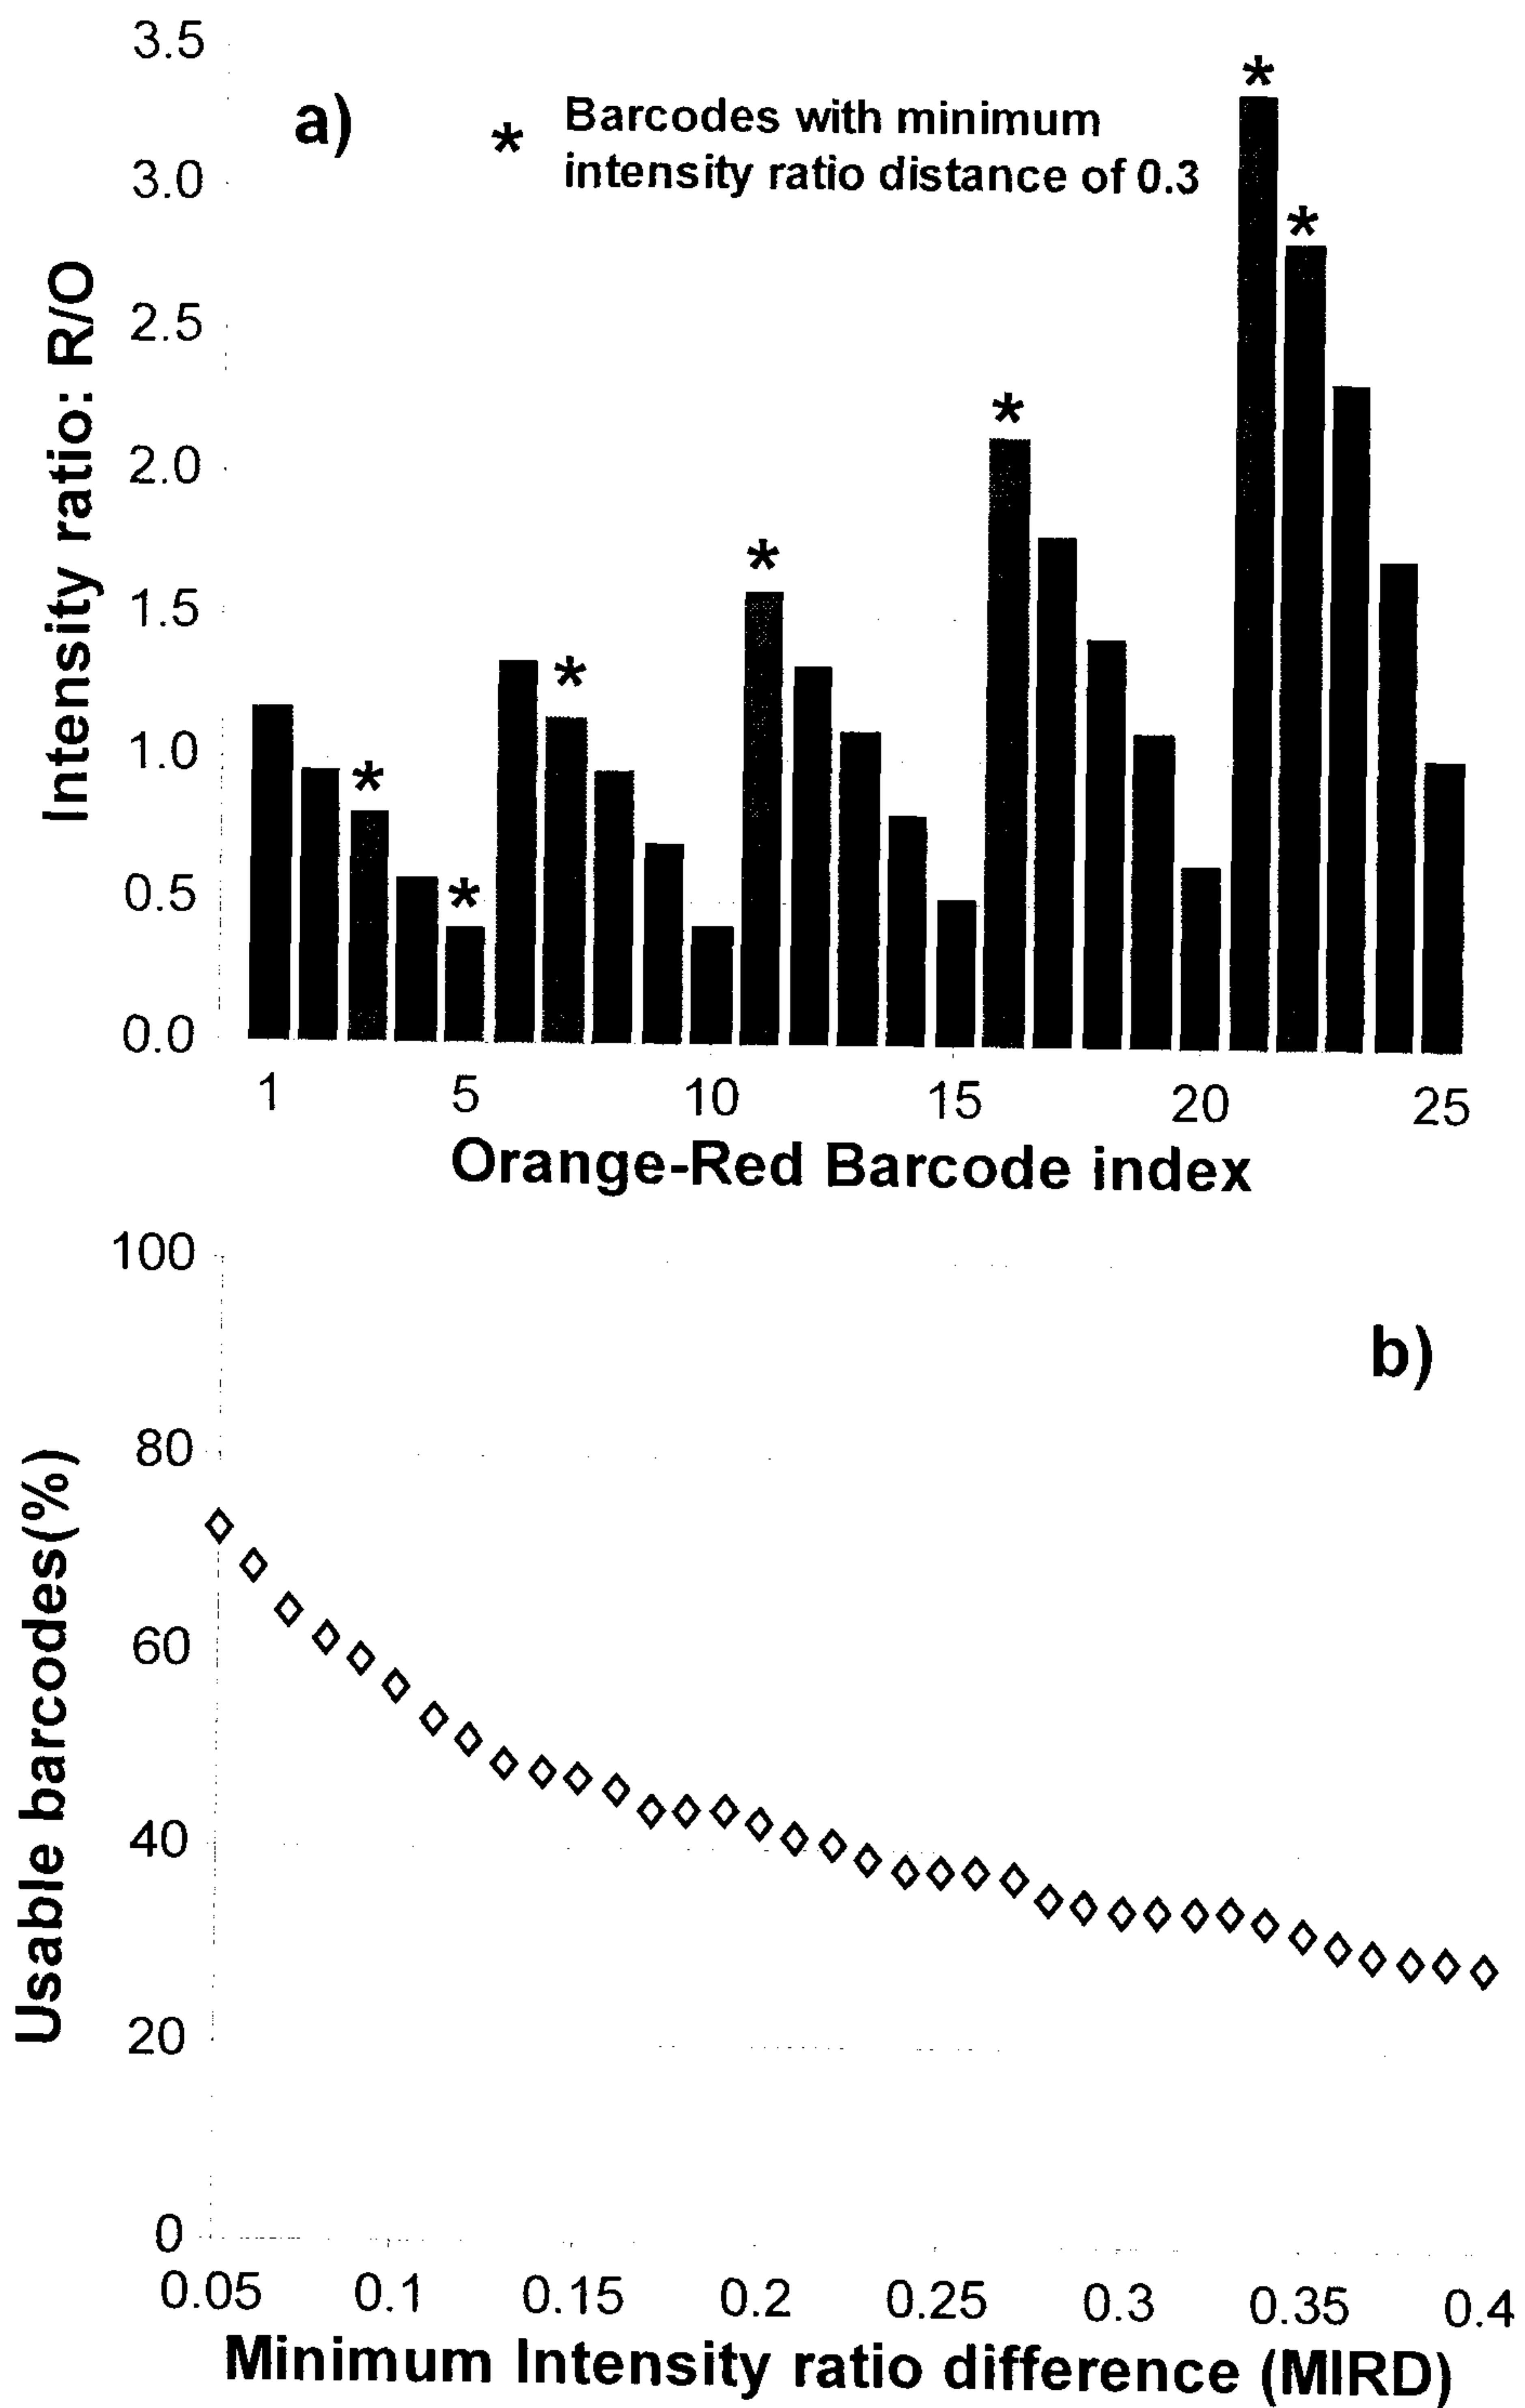 3.5
a)
* Barcodes with minimum
intensity ratio distance of 0.3
3.0
2.5
2.0
1.5
1.0
0.5
0.0
Intensity ratio: R/O
* * * * * * *
1 5 10 15 20 25
Orange-Red Barcode index
100
b)
80
60
40
20
0
Usable barcodes(%)
0.05 0.1 0.15 0.2 0.25 0.3 0.35 0.4
Minimum Intensity ratio difference (MIRD)